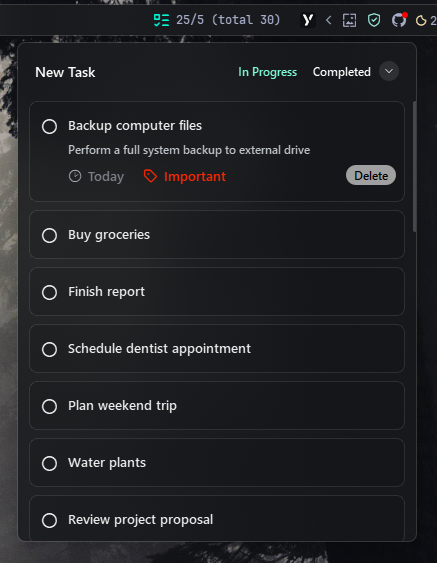 25/5 (total 30)
2
New Task In Progress Completed
Backup computer files
Perform a full system backup to external drive
Today Important Delete
Buy groceries
Finish report
Schedule dentist appointment
Plan weekend trip
Water plants
Review project proposal